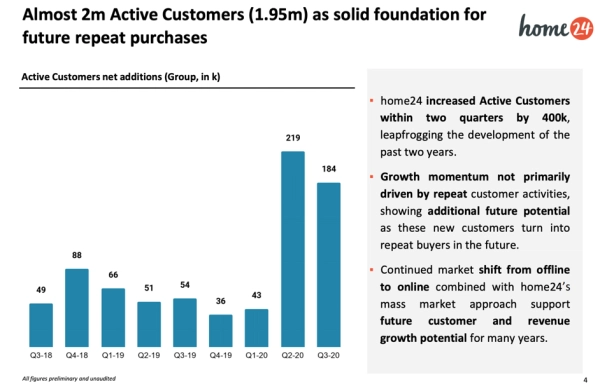 Almost 2m Active Customers (1.95m) as solid foundation for
future repeat purchases
home24
Active Customers net additions (Group, in k)
49
88
66
51
54
36
43
219
184
Q3-18
Q4-18
Q1-19
Q2-19
Q3-19
Q4-19
Q1-20
Q2-20
Q3-20
▪ home24 increased Active Customers
within two quarters by 400k,
leapfrogging the development of the
past two years.
▪ Growth momentum not primarily
driven by repeat customer activities,
showing additional future potential
as these new customers turn into
repeat buyers in the future.
▪ Continued market shift from offline
to online combined with home24’s
mass market approach support
future customer and revenue
growth potential for many years.
All figures preliminary and unaudited
4